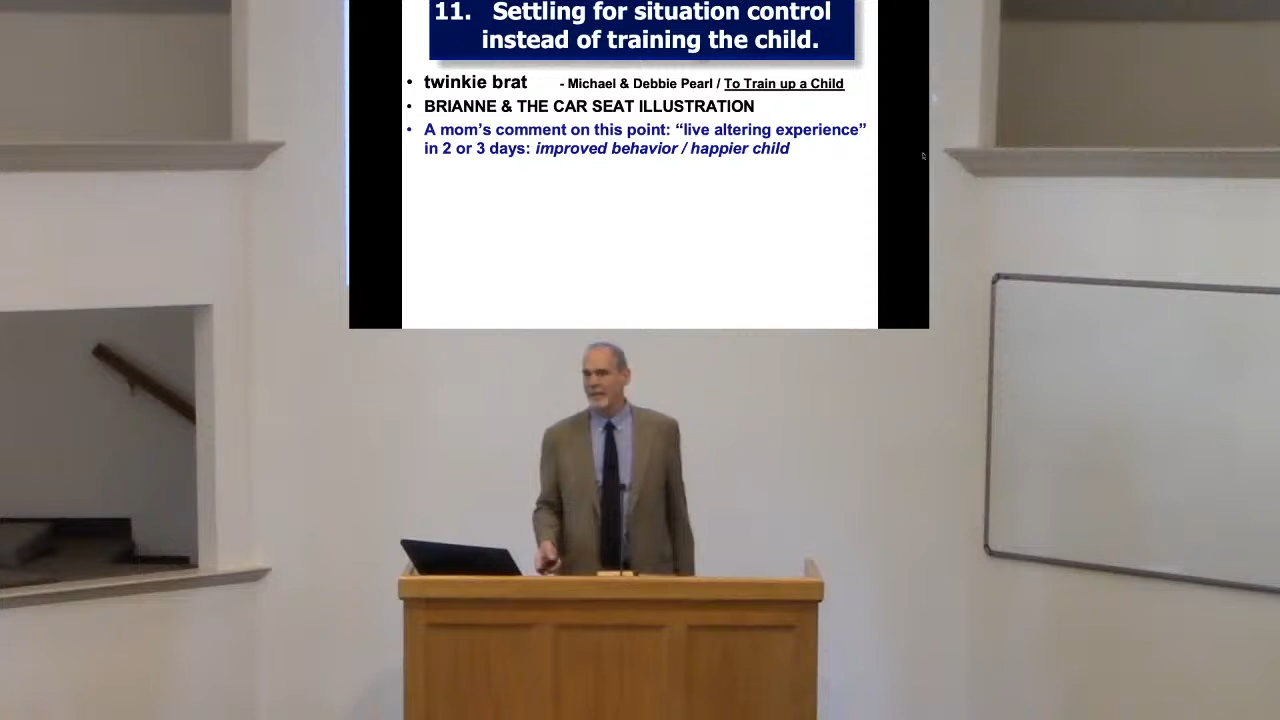 11. Settling for situation control
instead of training the child.
• twinkie brat - Michael & Debbie Pearl / To Train up a Child
• BRIANNE & THE CAR SEAT ILLUSTRATION
• A mom's comment on this point: “live altering experience”
in 2 or 3 days: improved behavior / happier child